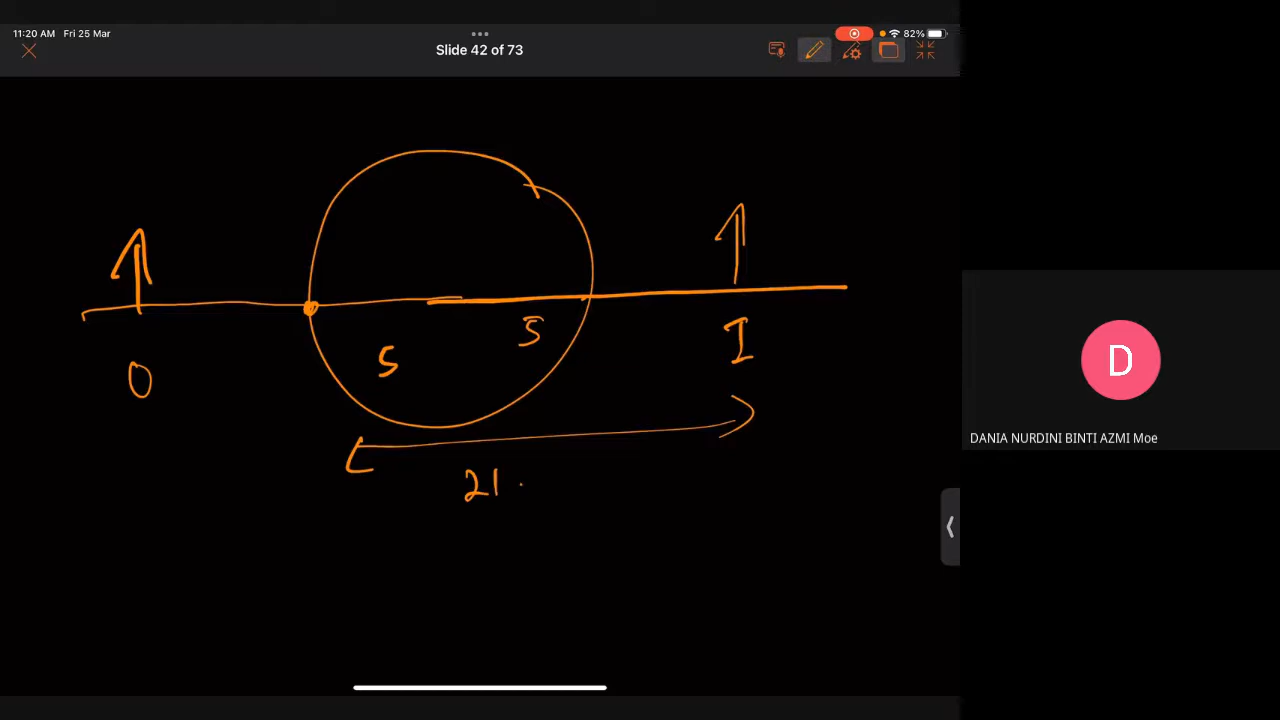 11:20 AM Fri 25 Mar
82%
Slide 42 of 73
O
5
5
I
21.
D
DANIA NURDINI BINTI AZMI Moe